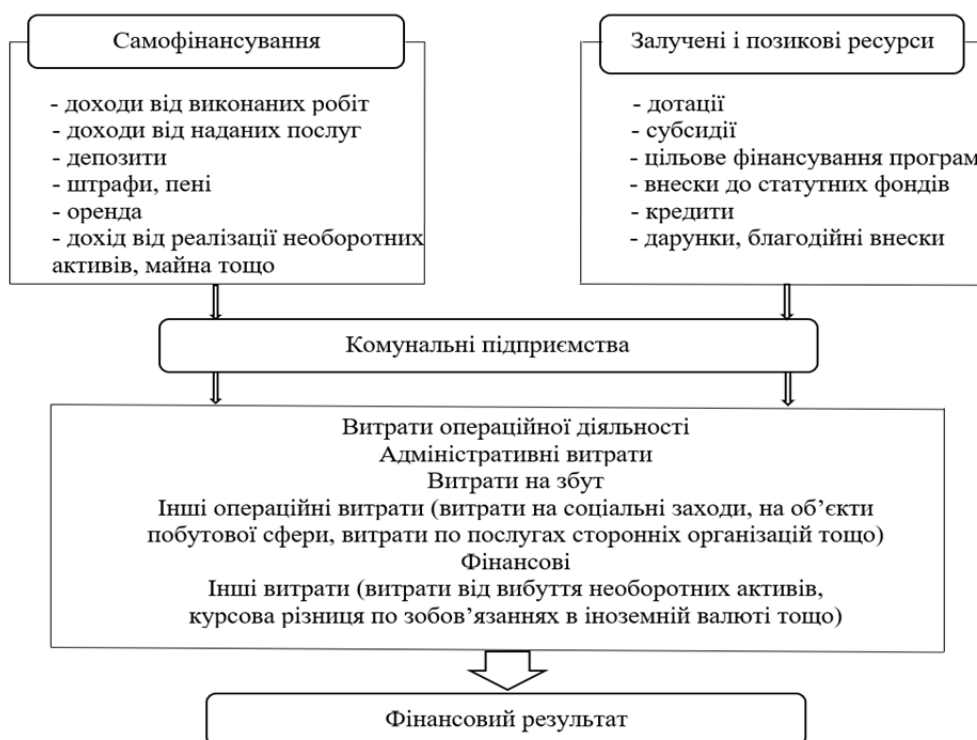 Самофінансування
- доходи від виконаних робіт
- доходи від наданих послуг
- депозити
- штрафи, пені
- оренда
- дохід від реалізації необоротних
активів, майна тощо
Залучені і позикові ресурси
- дотації
- субсидії
- цільове фінансування програм
- внески до статутних фондів
- кредити
- дарунки, благодійні внески
Комунальні підприємства
Витрати операційної діяльності
Адміністративні витрати
Витрати на збут
Інші операційні витрати (витрати на соціальні заходи, на об’єкти
побутової сфери, витрати по послугах сторонніх організацій тощо)
Фінансові
Інші витрати (витрати від вибуття необоротних активів,
курсова різниця по зобов’язаннях в іноземній валюті тощо)
Фінансовий результат